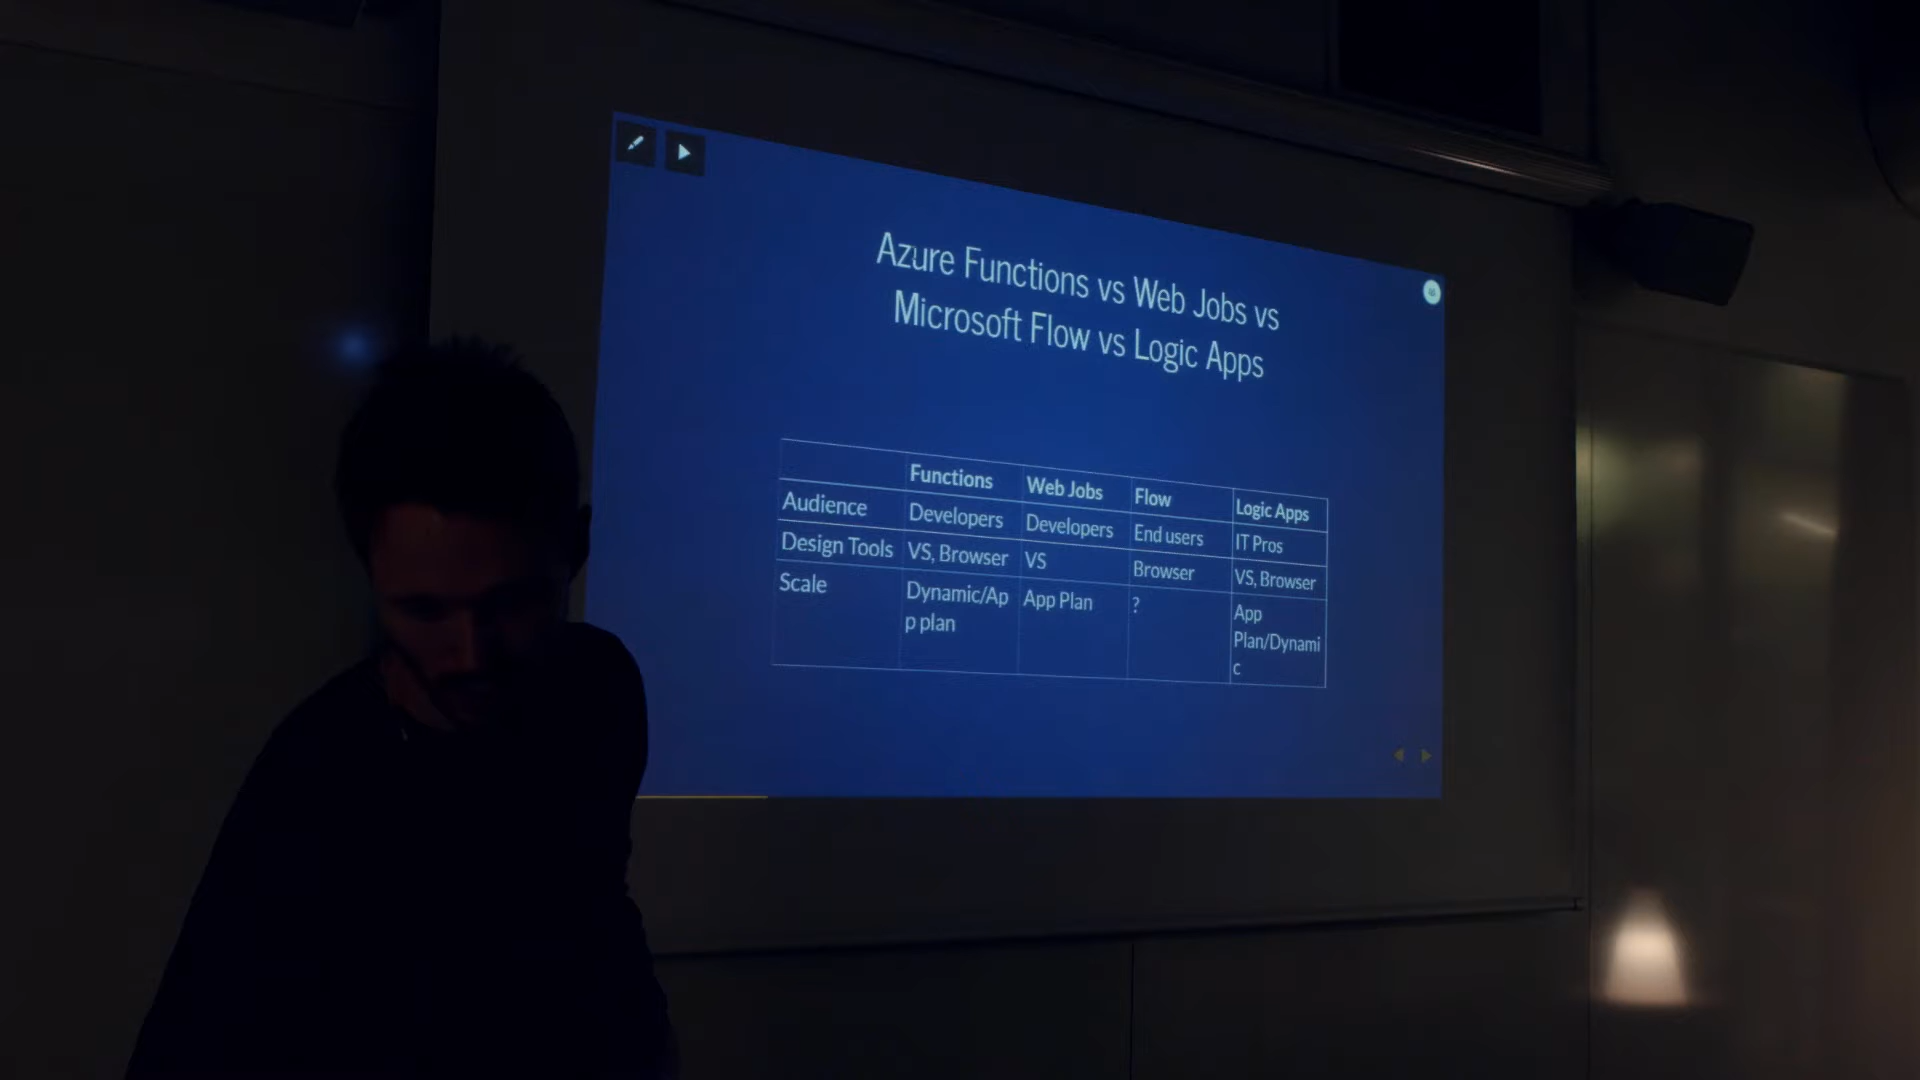 Azure Functions vs Web Jobs vs
Microsoft Flow vs Logic Apps
Functions Web Jobs Flow Logic Apps
Audience Developers Developers End users IT Pros
Design Tools VS, Browser VS Browser VS, Browser
Scale Dynamic/Ap App Plan ? App
p plan Plan/Dynami
c